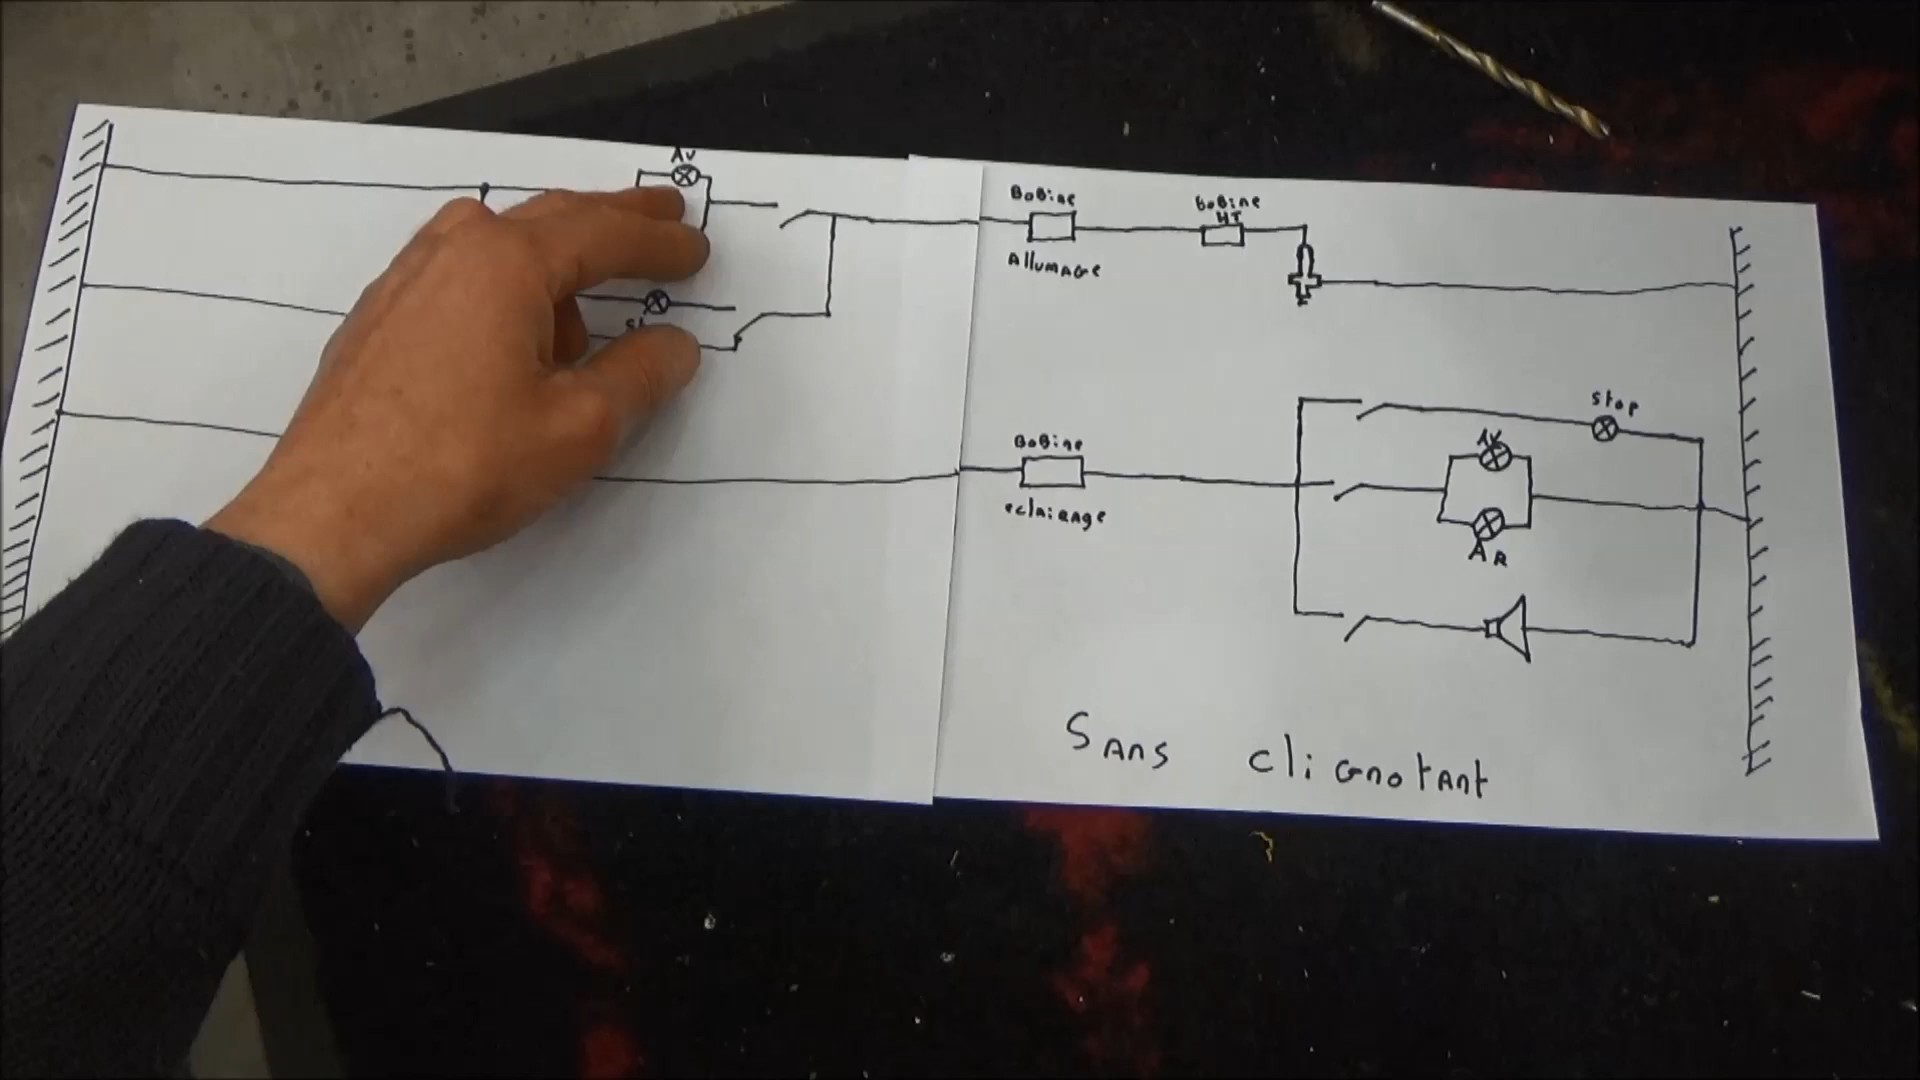 AV
Bobine
Allumage
Bobine
HT
Bobine
eclairage
stop
AV
AR
Sans clignotant